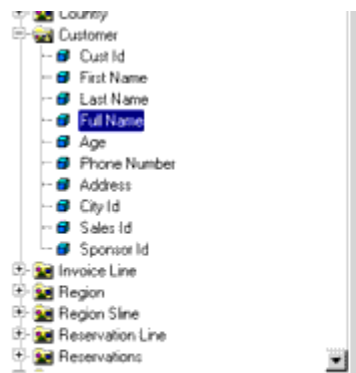 Country
Customer
Cust Id
First Name
Last Name
Full Name
Age
Phone Number
Address
City Id
Sales Id
Sponsor Id
Invoice Line
Region
Region Sline
Reservation Line
Reservations